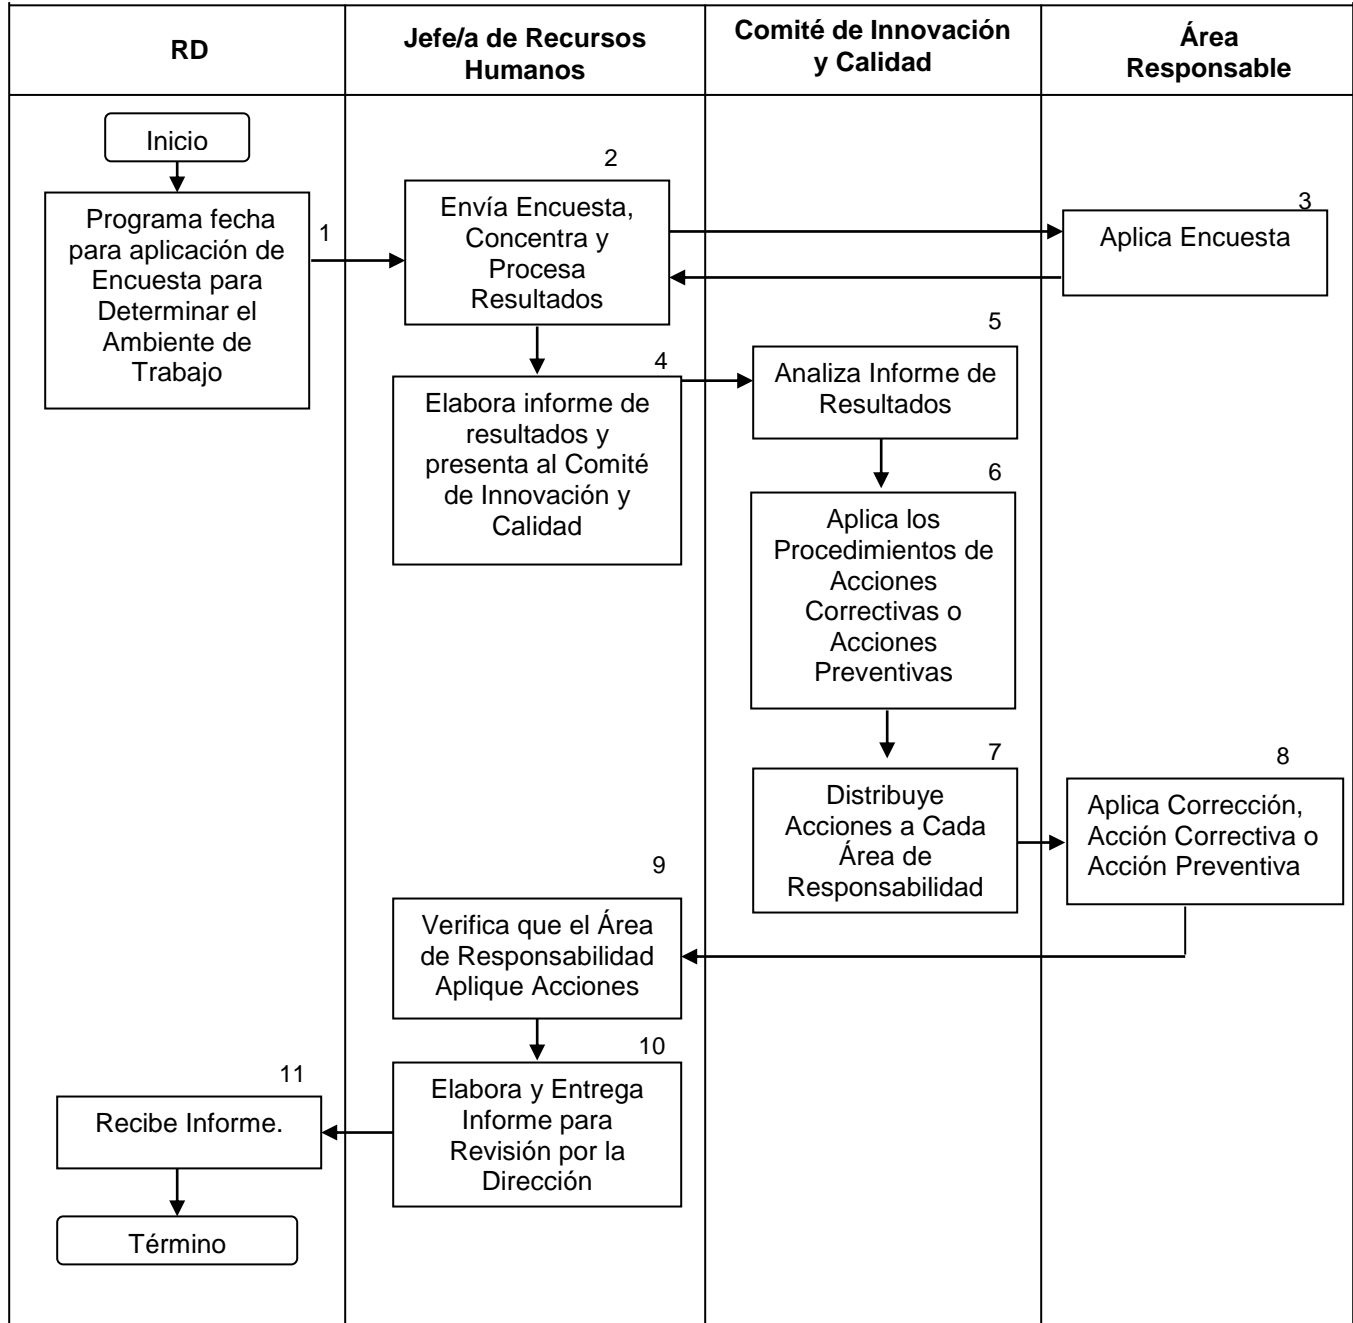 RD
Jefe/a de Recursos
Humanos
Comité de Innovación
y Calidad
Área
Responsable
Inicio
1
Programa fecha
para aplicación de
Encuesta para
Determinar el
Ambiente de
Trabajo
2
Envía Encuesta,
Concentra y
Procesa
Resultados
3
Aplica Encuesta
4
Elabora informe de
resultados y
presenta al Comité
de Innovación y
Calidad
5
Analiza Informe de
Resultados
6
Aplica los
Procedimientos de
Acciones
Correctivas o
Acciones
Preventivas
7
Distribuye
Acciones a Cada
Área de
Responsabilidad
8
Aplica Corrección,
Acción Correctiva o
Acción Preventiva
9
Verifica que el Área
de Responsabilidad
Aplique Acciones
10
Elabora y Entrega
Informe para
Revisión por la
Dirección
11
Recibe Informe.
Término